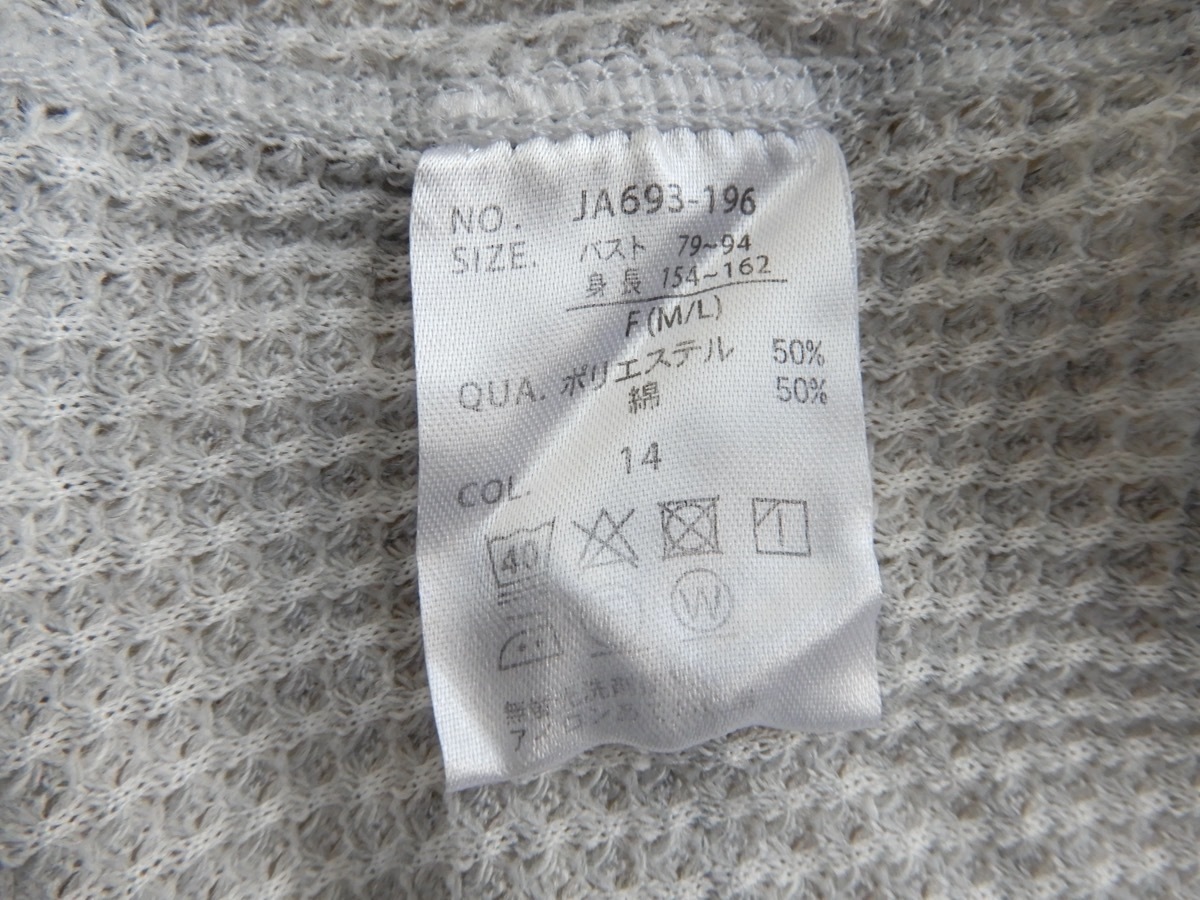 NO. JA693-196
SIZE. バスト 79~94
身長 154~162
F(M/L)
QUA. ポリエステル 50%
綿 50%
COL. 14
40
W